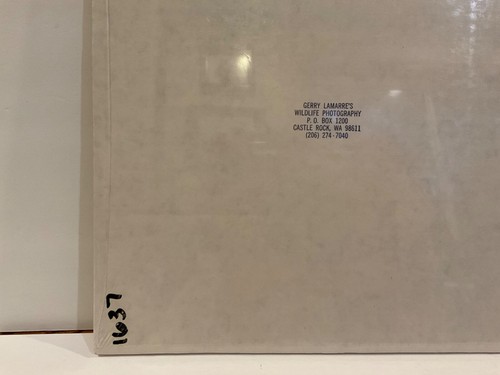 GERRY LAMARRE'S
WILDLIFE PHOTOGRAPHY
P. O. BOX 1200
CASTLE ROCK, WA 98611
(206) 274-7040
1637